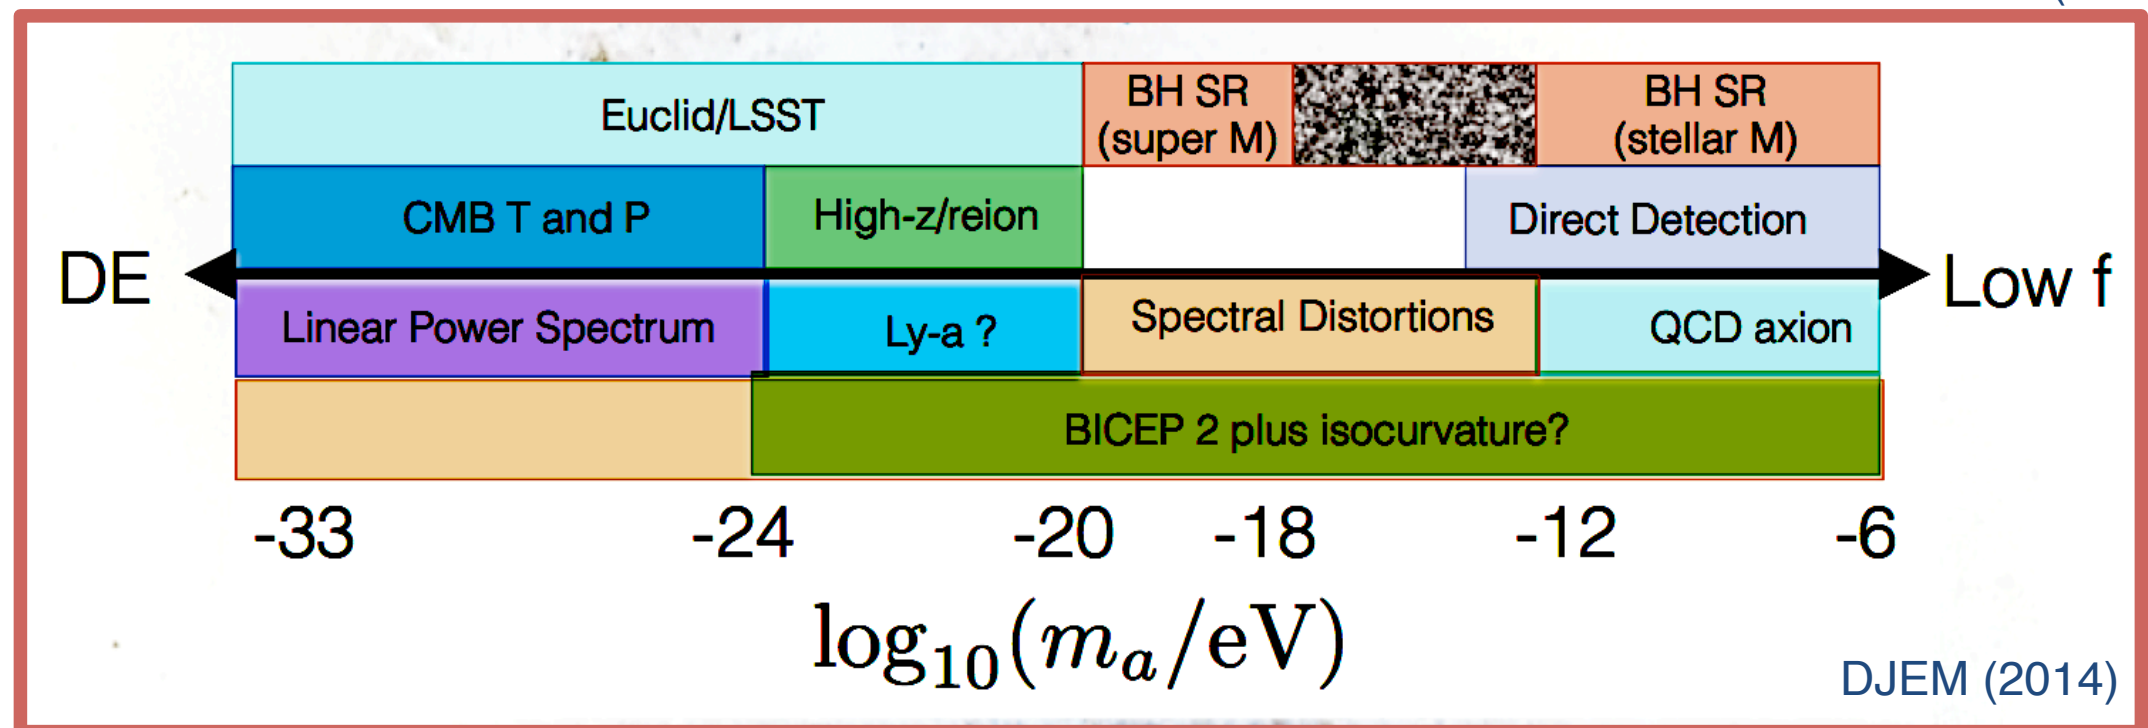 Euclid/LSST
BH SR
(super M)
BH SR
(stellar M)
CMB T and P
High-z/reion
Direct Detection
DE
Low f
Linear Power Spectrum
Ly-a ?
Spectral Distortions
QCD axion
BICEP 2 plus isocurvature?
-33 -24 -20 -18 -12 -6
log₁₀(mₐ/eV)
DJEM (2014)